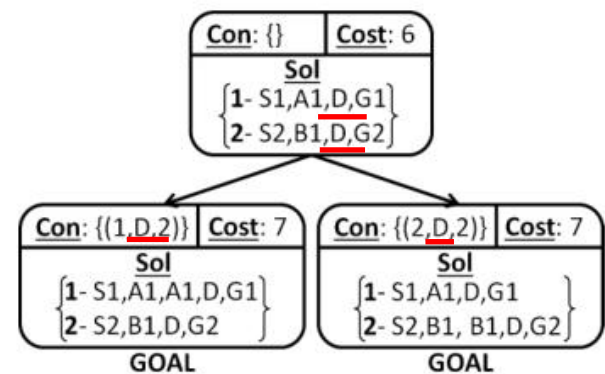 Con: {} Cost: 6
Sol
1- S1,A1,D,G1
2- S2,B1,D,G2
Con: {(1,D,2)} Cost: 7
Sol
1- S1,A1,A1,D,G1
2- S2,B1,D,G2
GOAL
Con: {(2,D,2)} Cost: 7
Sol
1- S1,A1,D,G1
2- S2,B1, B1,D,G2
GOAL